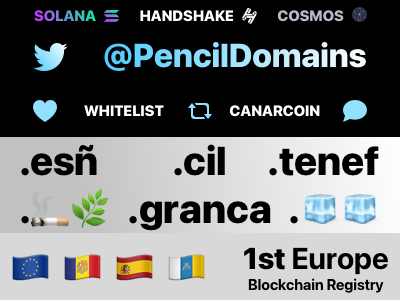 SOLANA HANDSHAKE COSMOS
@PencilDomains
WHITELIST CANARCOIN
.esñ .cil .tenef
.🚬🌿 .granca .🧊🧊
1st Europe
Blockchain Registry